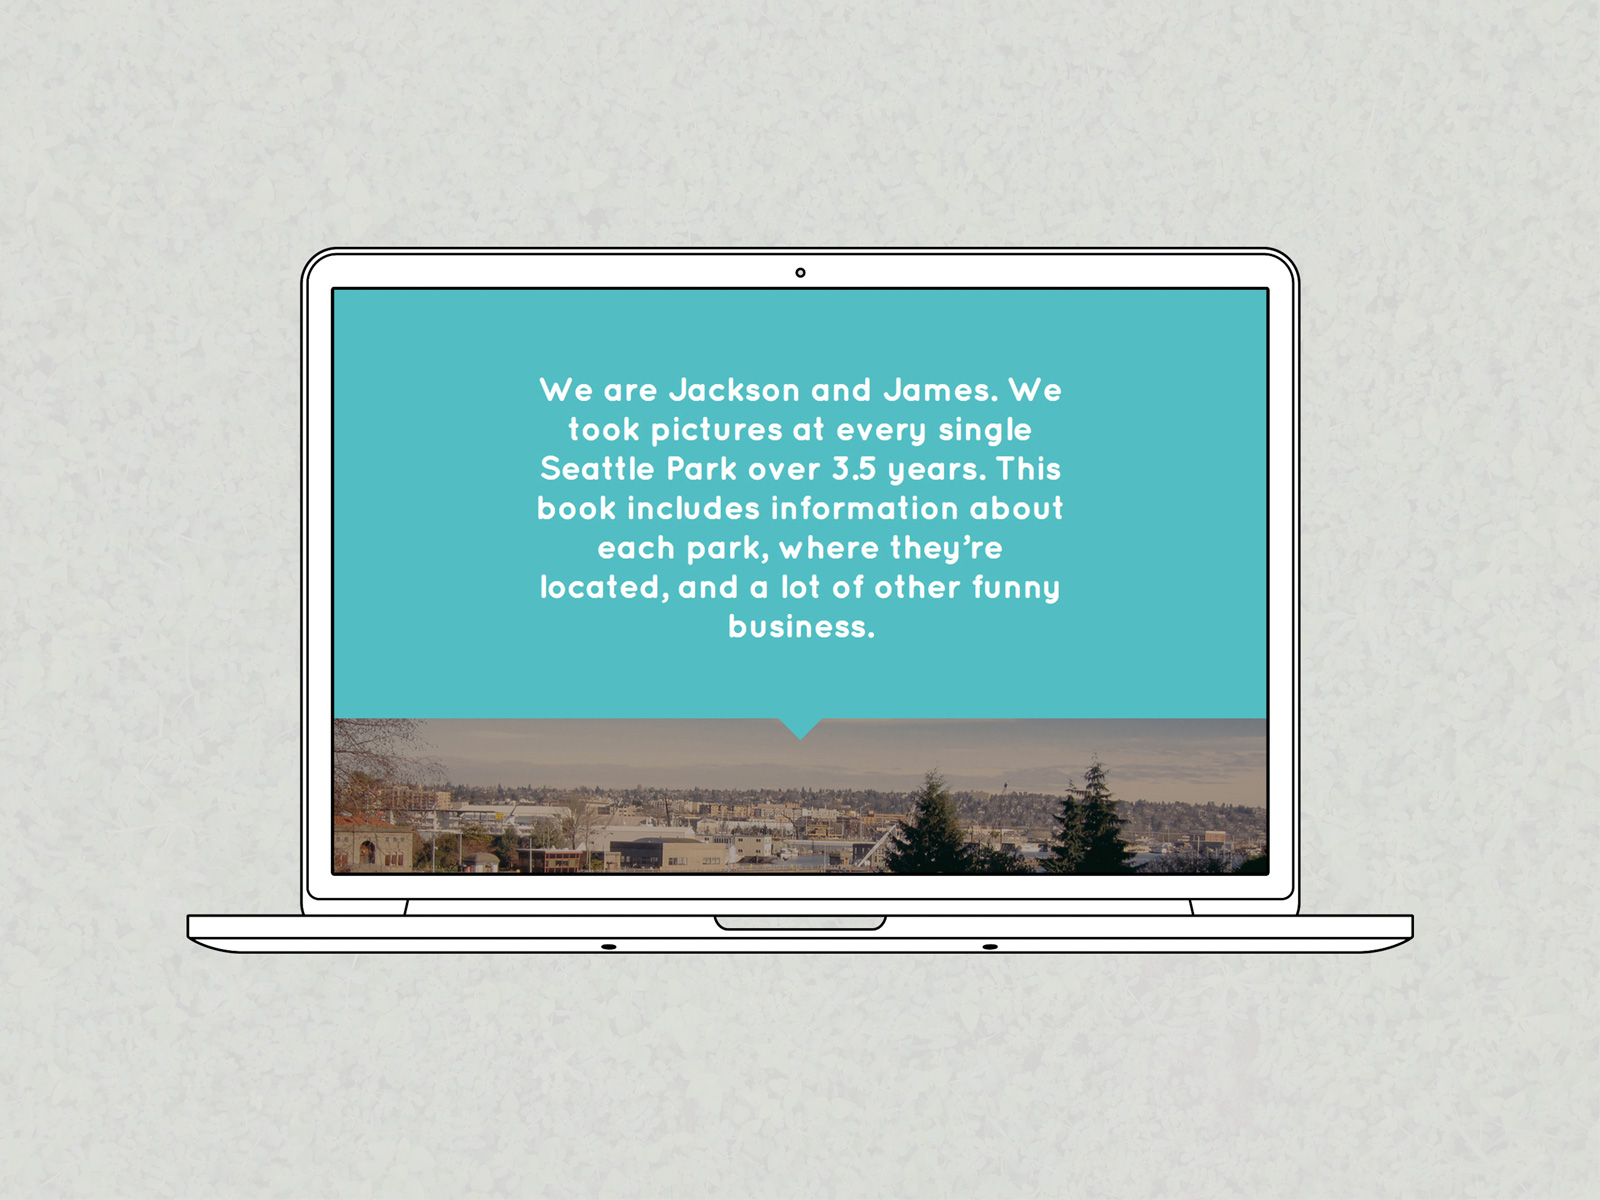 We are Jackson and James. We
took pictures at every single
Seattle Park over 3.5 years. This
book includes information about
each park, where they’re
located, and a lot of other funny
business.